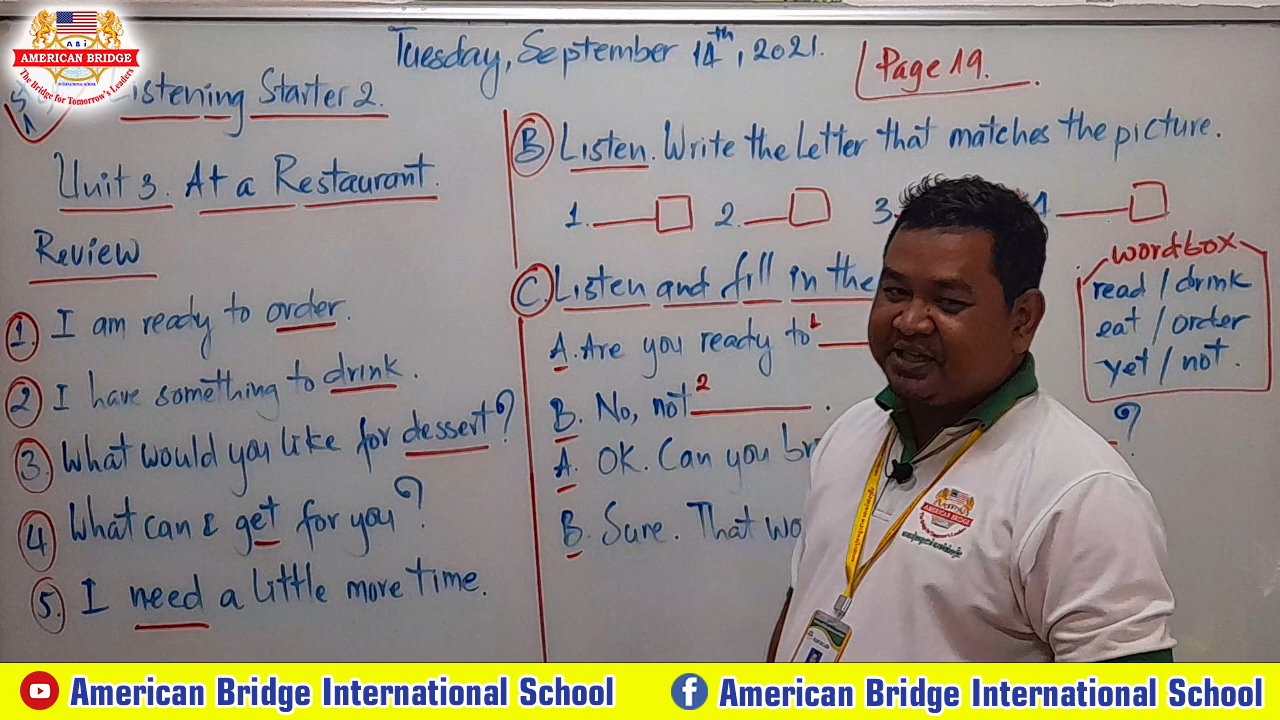 AMERICAN BRIDGE
INTERNATIONAL SCHOOL
The Bridge for Tomorrow's Leaders
Tuesday, September 14th, 2021.
Page 19.
Listening Starter 2.
Unit 3. At a Restaurant.
Review
1. I am ready to order.
2. I have something to drink.
3. What would you like for dessert?
4. What can I get for you?
5. I need a little more time.
B Listen. Write the Letter that matches the picture.
1. 2. 3. 4
C. Listen and fill in the
A. Are you ready to 1
B. No, not 2 .
A. OK. Can you br ?
B. Sure. That wo
wordbox
read / drink
eat / order
yet / not.
AMERICAN BRIDGE
American Bridge International School
American Bridge International School